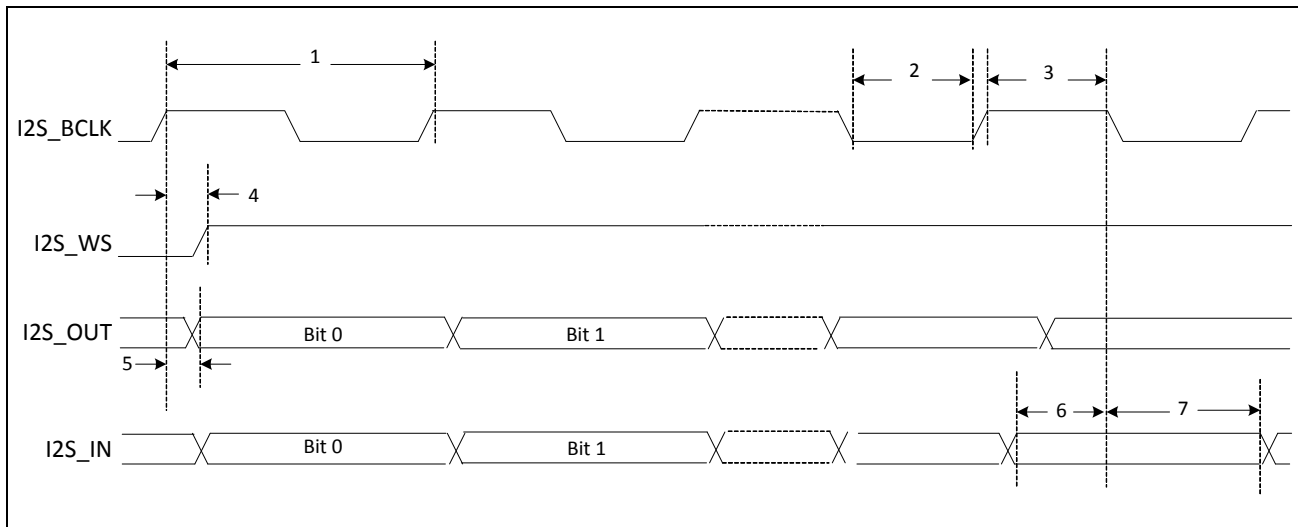 1
2
3
I2S_BCLK
4
I2S_WS
I2S_OUT
Bit 0
Bit 1
5
6
7
I2S_IN
Bit 0
Bit 1